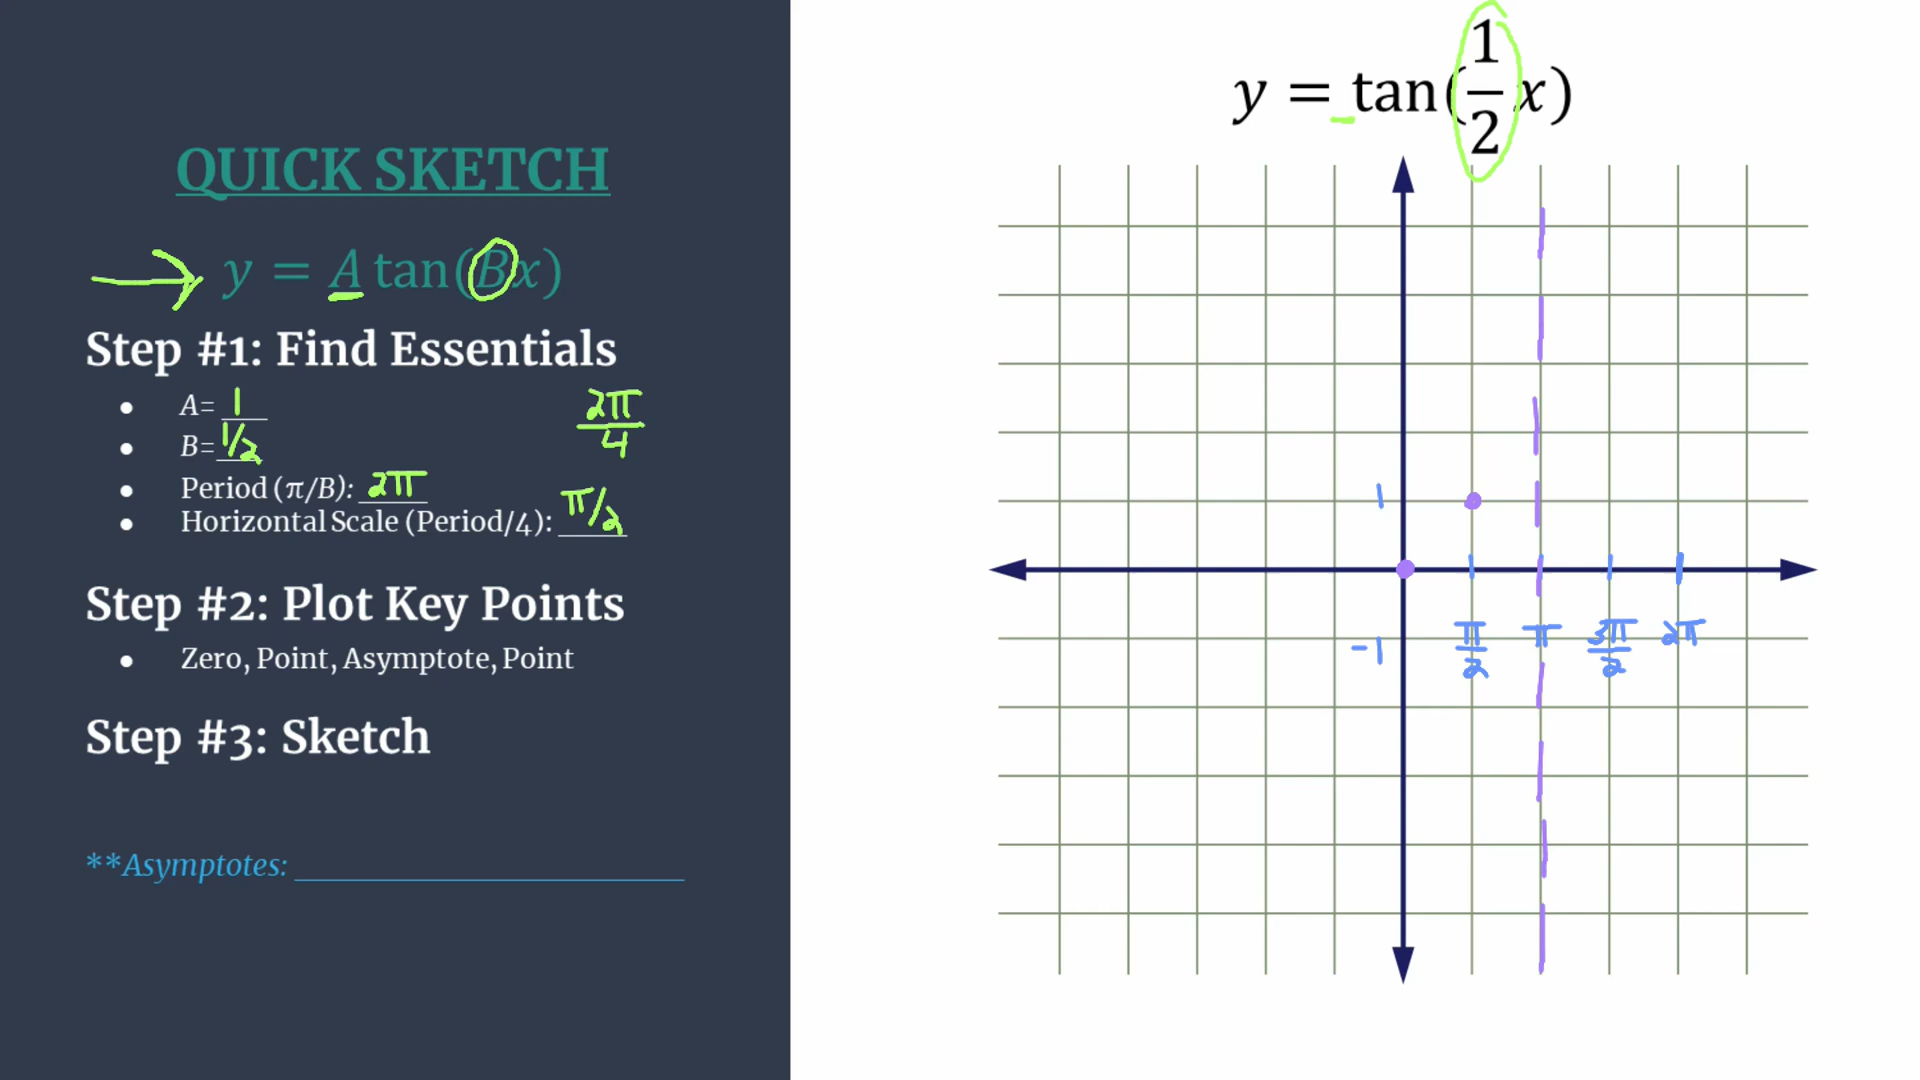 QUICK SKETCH
y = A tan(Bx)
Step #1: Find Essentials
A= 1
B= 1/2
Period (π/B): 2π
Horizontal Scale (Period/4): π/2
2π
4
Step #2: Plot Key Points
Zero, Point, Asymptote, Point
Step #3: Sketch
**Asymptotes:
y = tan(1/2 x)
1
-1
π/2 π 3π/2 2π